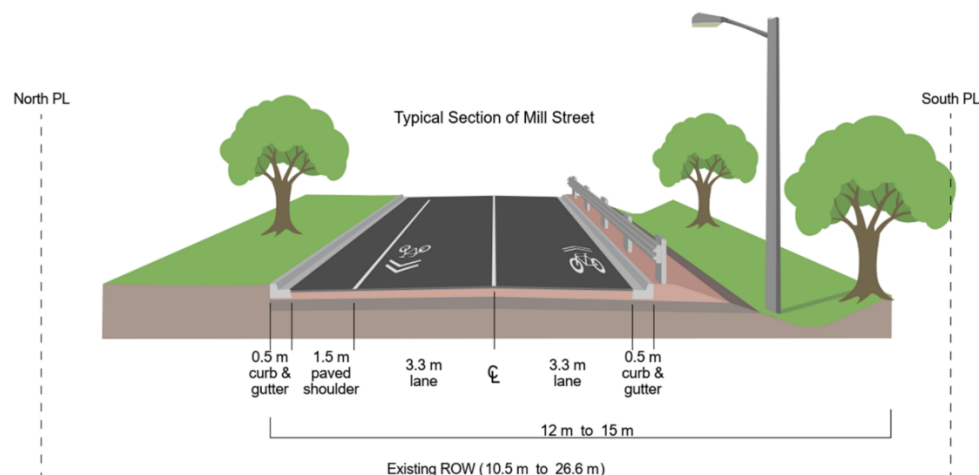 North PL
South PL
Typical Section of Mill Street
0.5 m
curb &
gutter
1.5 m
paved
shoulder
3.3 m
lane
℄
3.3 m
lane
0.5 m
curb &
gutter
12 m to 15 m
Existing ROW (10.5 m to 26.6 m)